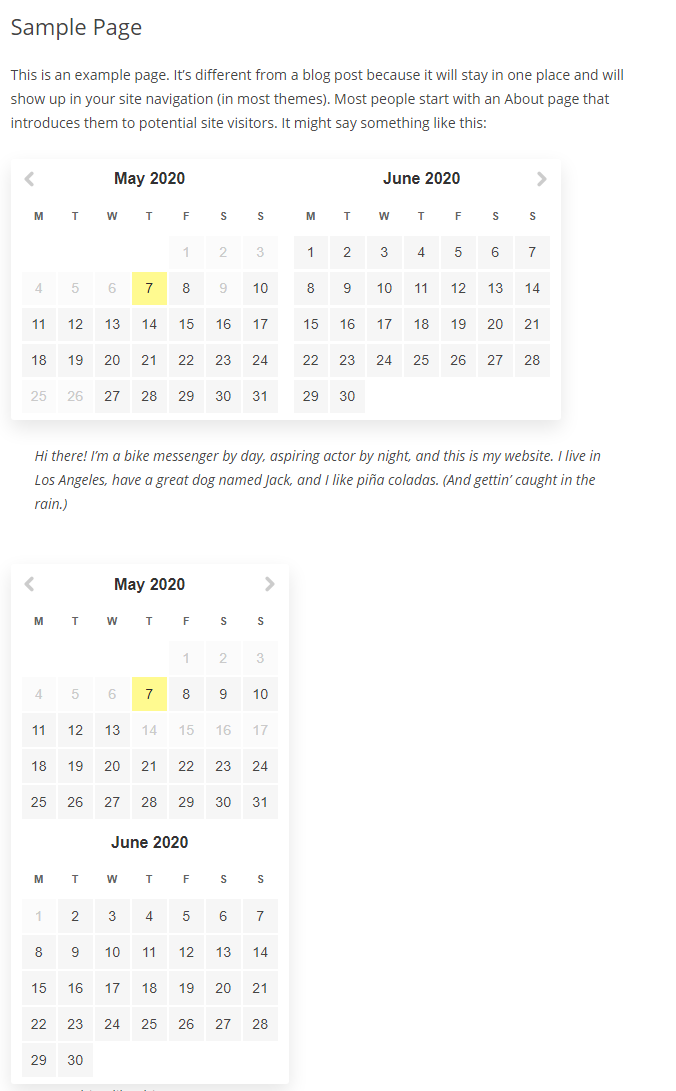 Sample Page
This is an example page. It’s different from a blog post because it will stay in one place and will
show up in your site navigation (in most themes). Most people start with an About page that
introduces them to potential site visitors. It might say something like this:
May 2020
M T W T F S S
1 2 3
4 5 6 7 8 9 10
11 12 13 14 15 16 17
18 19 20 21 22 23 24
25 26 27 28 29 30 31
June 2020
M T W T F S S
1 2 3 4 5 6 7
8 9 10 11 12 13 14
15 16 17 18 19 20 21
22 23 24 25 26 27 28
29 30
Hi there! I’m a bike messenger by day, aspiring actor by night, and this is my website. I live in
Los Angeles, have a great dog named Jack, and I like piña coladas. (And gettin’ caught in the
rain.)
May 2020
M T W T F S S
1 2 3
4 5 6 7 8 9 10
11 12 13 14 15 16 17
18 19 20 21 22 23 24
25 26 27 28 29 30 31
June 2020
M T W T F S S
1 2 3 4 5 6 7
8 9 10 11 12 13 14
15 16 17 18 19 20 21
22 23 24 25 26 27 28
29 30